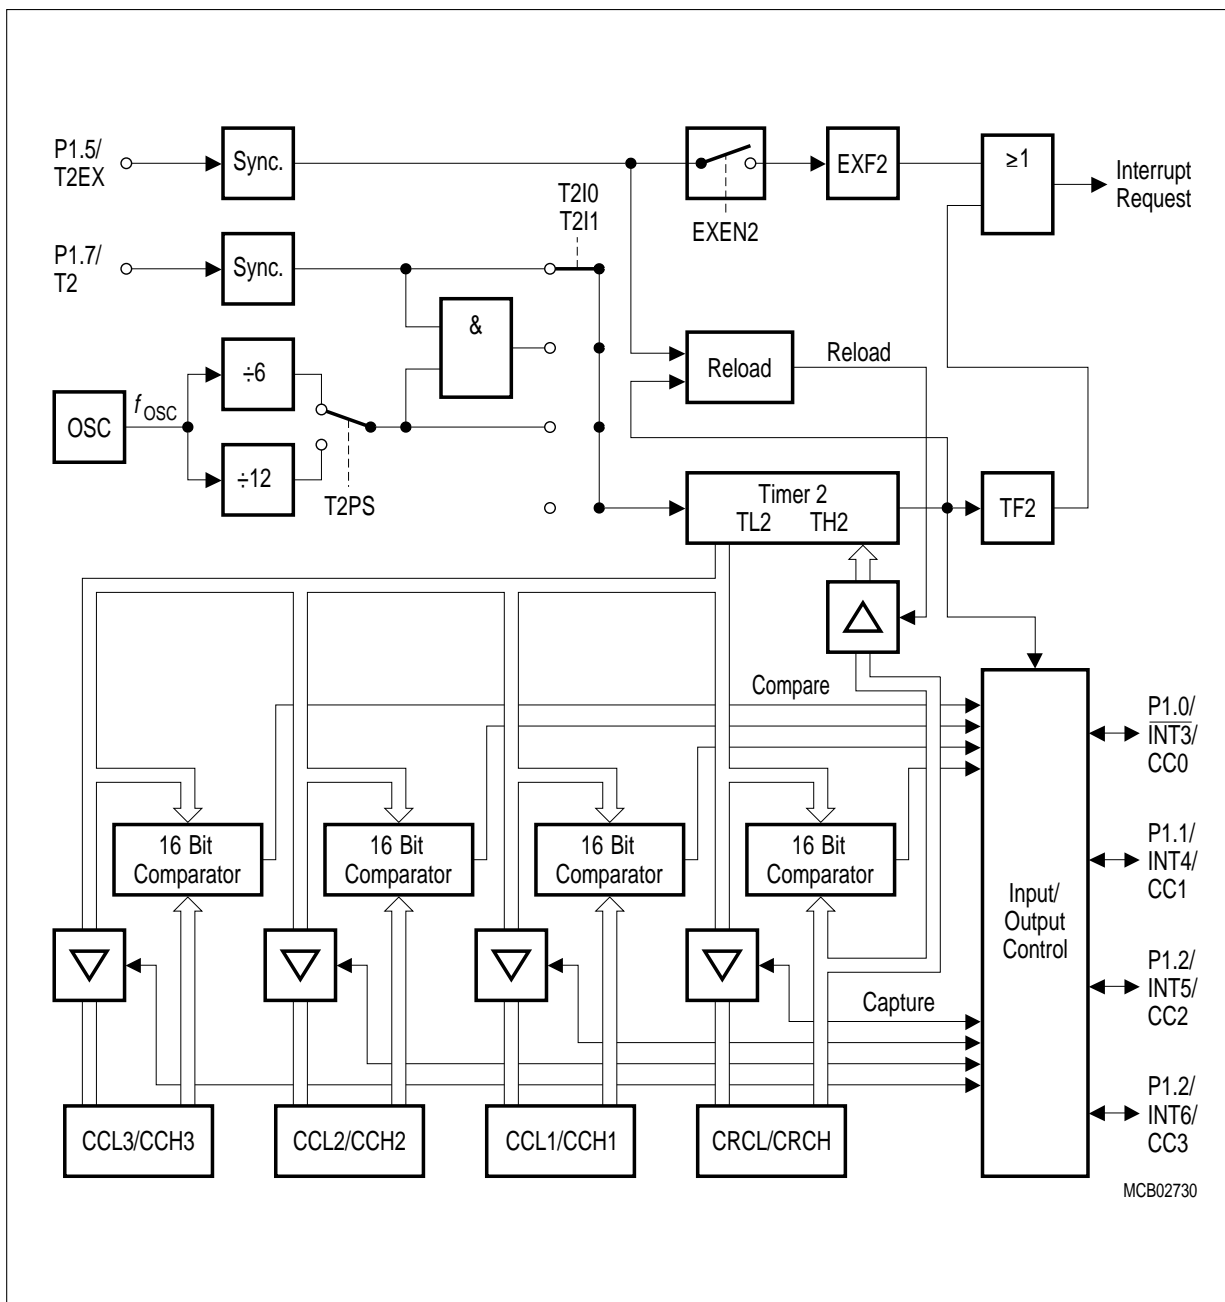 P1.5/
T2EX
Sync.
EXEN2
EXF2
≥1
Interrupt
Request
T2I0
T2I1
P1.7/
T2
Sync.
&
Reload
Reload
OSC
f OSC
÷6
÷12
T2PS
Timer 2
TL2 TH2
TF2
Compare
16 Bit
Comparator
16 Bit
Comparator
16 Bit
Comparator
16 Bit
Comparator
Capture
CCL3/CCH3
CCL2/CCH2
CCL1/CCH1
CRCL/CRCH
Input/
Output
Control
P1.0/
INT3/
CC0
P1.1/
INT4/
CC1
P1.2/
INT5/
CC2
P1.2/
INT6/
CC3
MCB02730